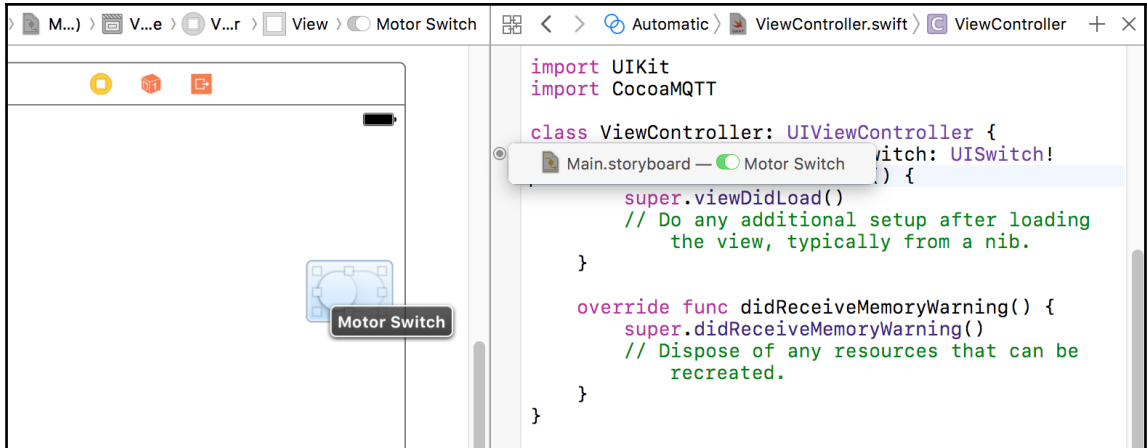 M...) V...e V...r View Motor Switch
Automatic ViewController.swift C ViewController
import UIKit
import CocoaMQTT
class ViewController: UIViewController {
witch: UISwitch!
Main.storyboard — Motor Switch
() {
super.viewDidLoad()
// Do any additional setup after loading
the view, typically from a nib.
}
override func didReceiveMemoryWarning() {
super.didReceiveMemoryWarning()
// Dispose of any resources that can be
recreated.
}
}
Motor Switch